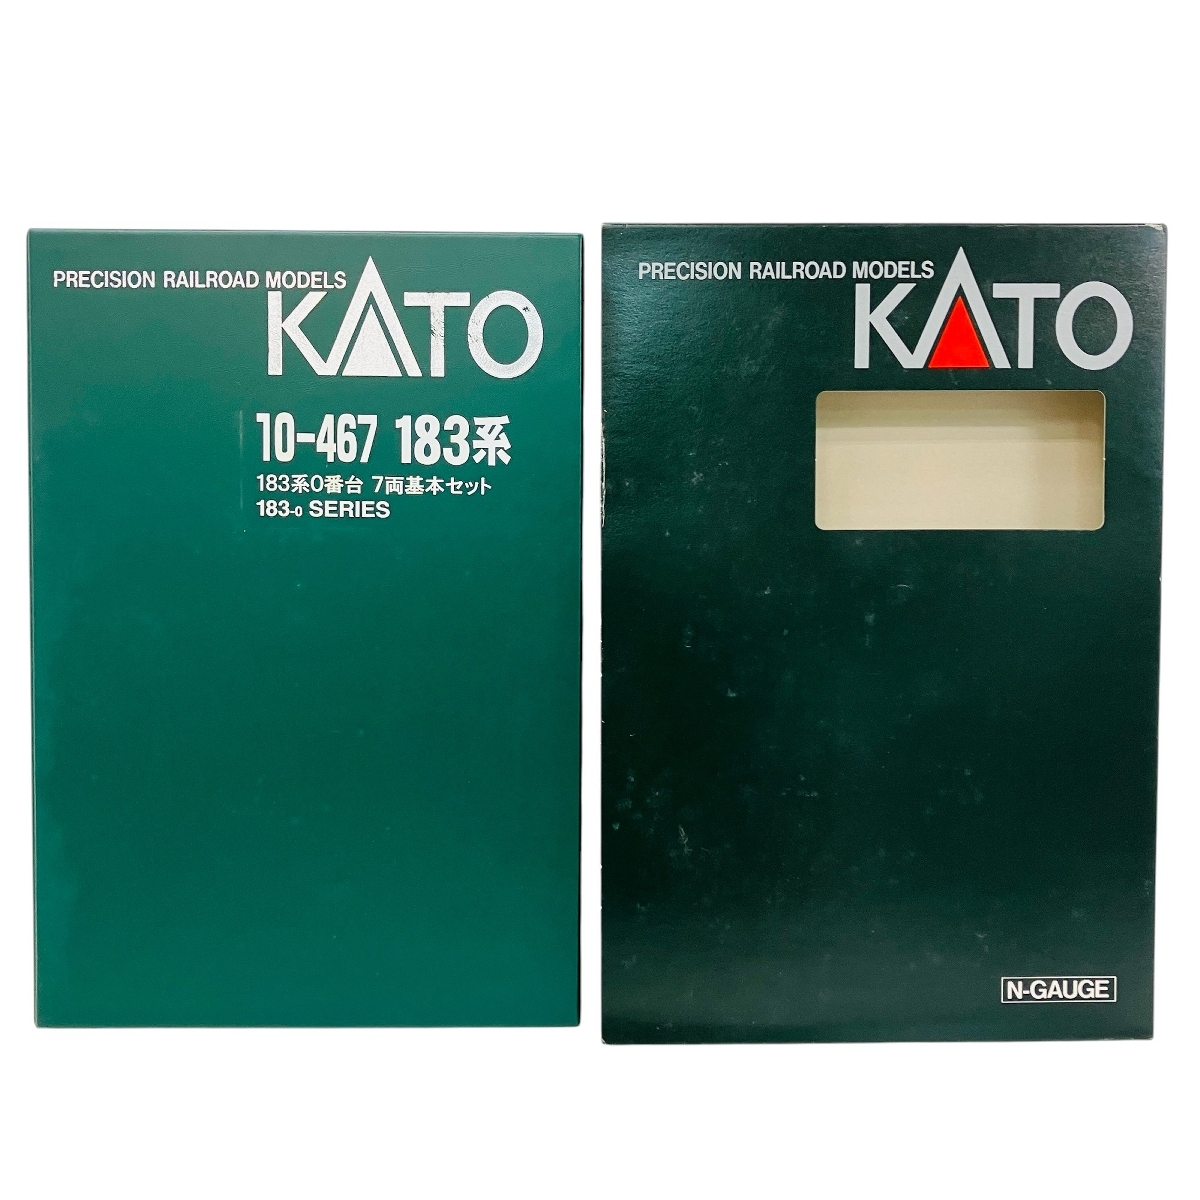 PRECISION RAILROAD MODELS
KATO
10-467 183系
183系0番台 7両基本セット
183-0 SERIES
PRECISION RAILROAD MODELS
KATO
N-GAUGE